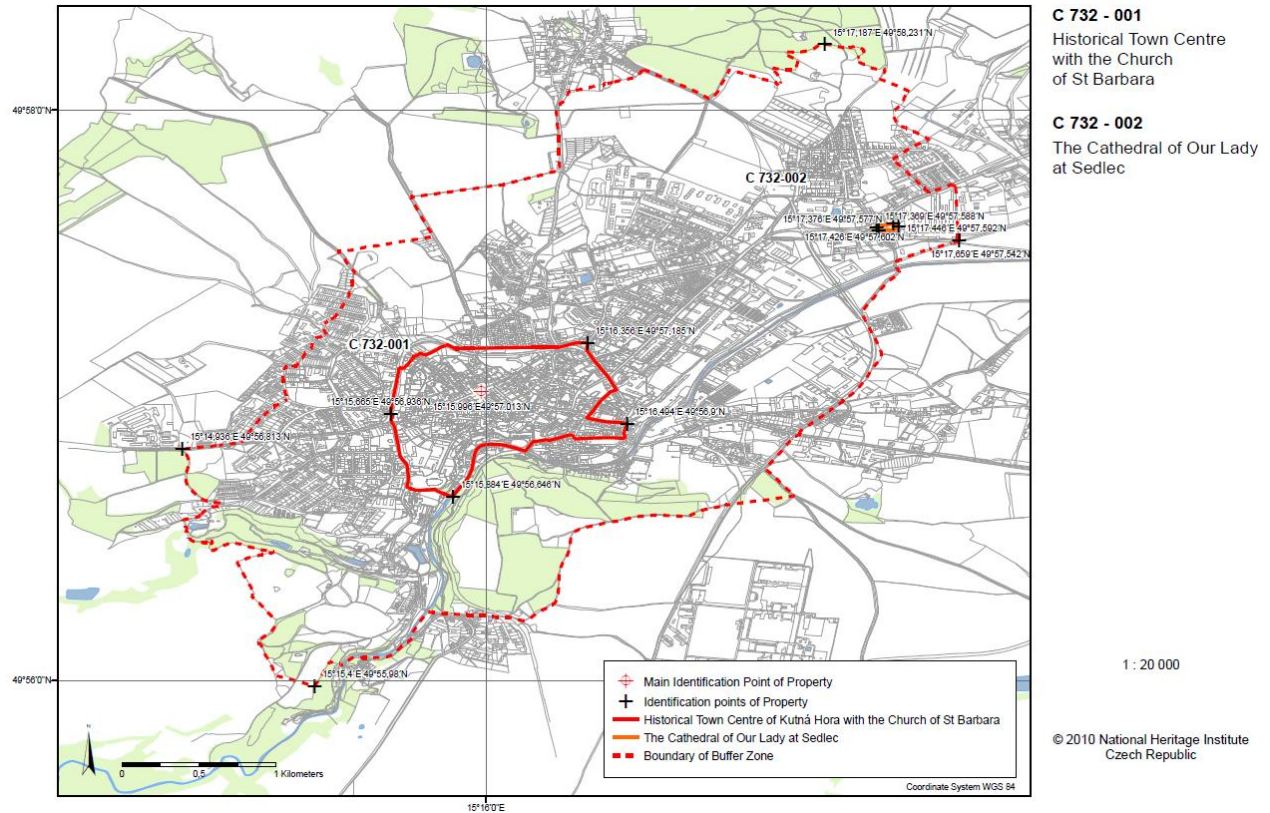 C 732 - 001
Historical Town Centre
with the Church
of St Barbara
C 732 - 002
The Cathedral of Our Lady
at Sedlec
15°17,187'E 49°58,231'N
49°58'0"N
C 732-002
15°17,376'E 49°57,577'N
15°17,369'E 49°57,588'N
15°17,446'E 49°57,592'N
15°17,426'E 49°57,602'N
15°17,659'E 49°57,542'N
15°16,356'E 49°57,185'N
C 732-001
15°15,665'E 49°56,936'N
15°15,996'E49°57,013'N
15°16,494'E 49°56,9'N
15°14,936'E 49°56,813'N
15°15,884'E 49°56,646'N
49°56'0"N
15°15,4'E 49°55,98'N
Main Identification Point of Property
Identification points of Property
Historical Town Centre of Kutná Hora with the Church of St Barbara
The Cathedral of Our Lady at Sedlec
Boundary of Buffer Zone
N
0 0,5 1 Kilometers
Coordinate System WGS 84
15°16'0"E
1 : 20 000
© 2010 National Heritage Institute
Czech Republic